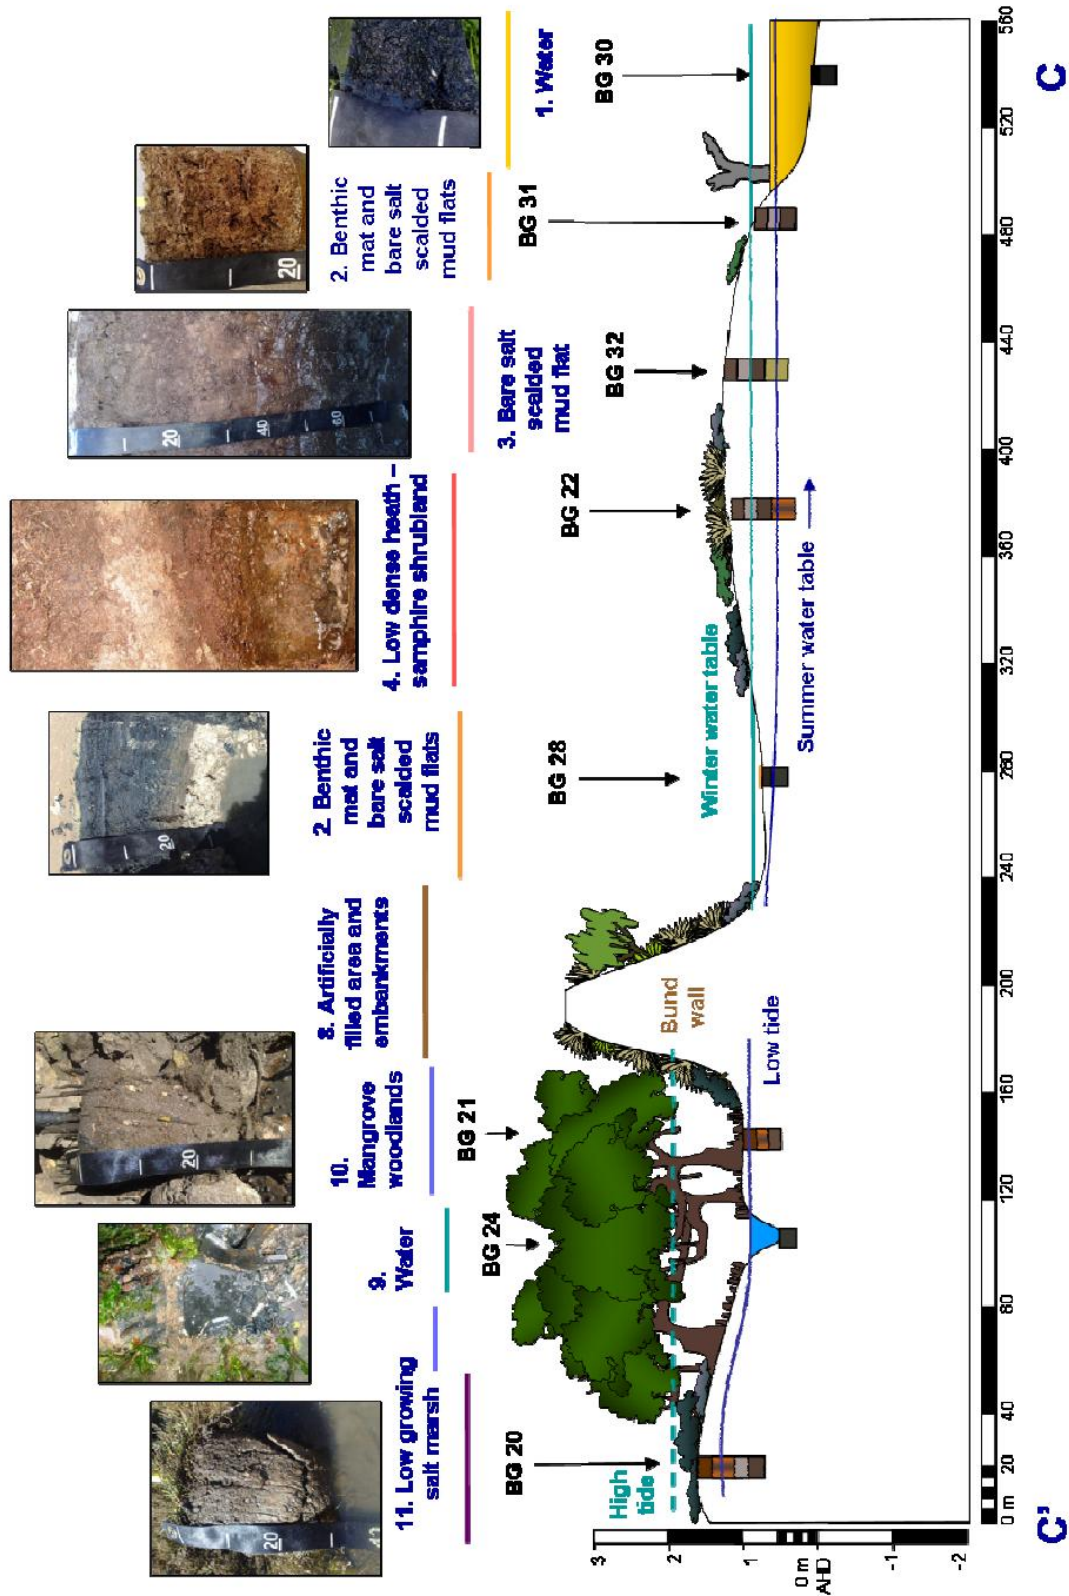 11. Low growing
salt marsh
9.
Water
10.
Mangrove
woodlands
8. Artificially
filled area and
embankments
2. Benthic
mat and
bare salt
scalded
mud flats
4. Low dense heath –
samphire shrubland
3. Bare salt
scalded
mud flat
2. Benthic
mat and
bare salt
scalded
mud flats
1. Water
BG 20
BG 24
BG 21
BG 28
BG 22
BG 32
BG 31
BG 30
High
tide
Bund
wall
Low tide
Winter water table
Summer water table
3
2
1
0 m
AHD
-1
-2
0 m
20
40
80
120
160
200
240
280
320
360
400
440
480
520
560
C'
C
20
20
20
20
40
60
20